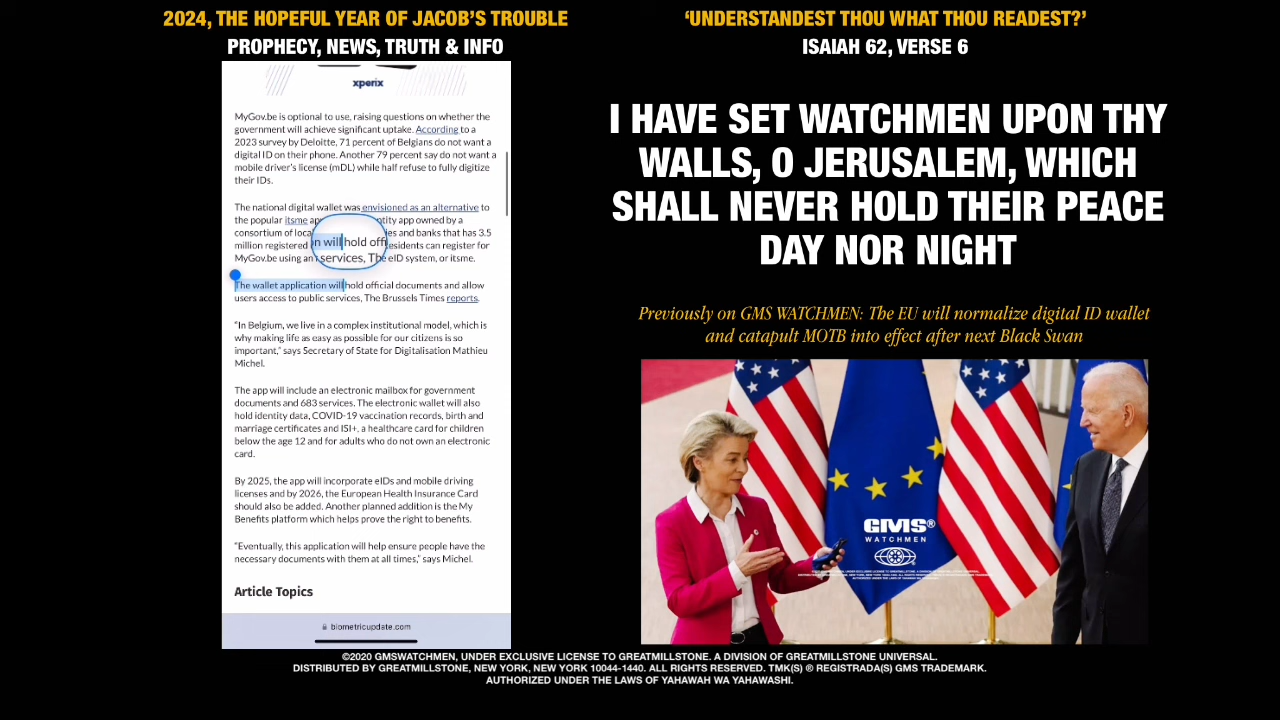 2024, THE HOPEFUL YEAR OF JACOB'S TROUBLE
PROPHECY, NEWS, TRUTH & INFO
xperix
MyGov.be is optional to use, raising questions on whether the
government will achieve significant uptake. According to a
2023 survey by Deloitte, 71 percent of Belgians do not want a
digital ID on their phone. Another 79 percent say do not want a
mobile driver's license (mDL) while half refuse to fully digitize
their IDs.
The national digital wallet was envisioned as an alternative to
the popular itsme ap ntity app owned by a
consortium of loca ies and banks that has 3.5
million registered n will hold offi esidents can register for
MyGov.be using an services, The eID system, or itsme.
The wallet application will hold official documents and allow
users access to public services, The Brussels Times reports.
“In Belgium, we live in a complex institutional model, which is
why making life as easy as possible for our citizens is so
important,” says Secretary of State for Digitalisation Mathieu
Michel.
The app will include an electronic mailbox for government
documents and 683 services. The electronic wallet will also
hold identity data, COVID-19 vaccination records, birth and
marriage certificates and ISI+, a healthcare card for children
below the age 12 and for adults who do not own an electronic
card.
By 2025, the app will incorporate eIDs and mobile driving
licenses and by 2026, the European Health Insurance Card
should also be added. Another planned addition is the My
Benefits platform which helps prove the right to benefits.
“Eventually, this application will help ensure people have the
necessary documents with them at all times,” says Michel.
Article Topics
biometricupdate.com
‘UNDERSTANDEST THOU WHAT THOU READEST?’
ISAIAH 62, VERSE 6
I HAVE SET WATCHMEN UPON THY
WALLS, O JERUSALEM, WHICH
SHALL NEVER HOLD THEIR PEACE
DAY NOR NIGHT
Previously on GMS WATCHMEN: The EU will normalize digital ID wallet
and catapult MOTB into effect after next Black Swan
GMS®
WATCHMEN
©2020 GMSWATCHMEN, UNDER EXCLUSIVE LICENSE TO GREATMILLSTONE. A DIVISION OF GREATMILLSTONE UNIVERSAL.
DISTRIBUTED BY GREATMILLSTONE, NEW YORK, NEW YORK 10044-1440. ALL RIGHTS RESERVED. TMK(S) ® REGISTRADA(S) GMS TRADEMARK.
AUTHORIZED UNDER THE LAWS OF YAHAWAH WA YAHAWASHI.